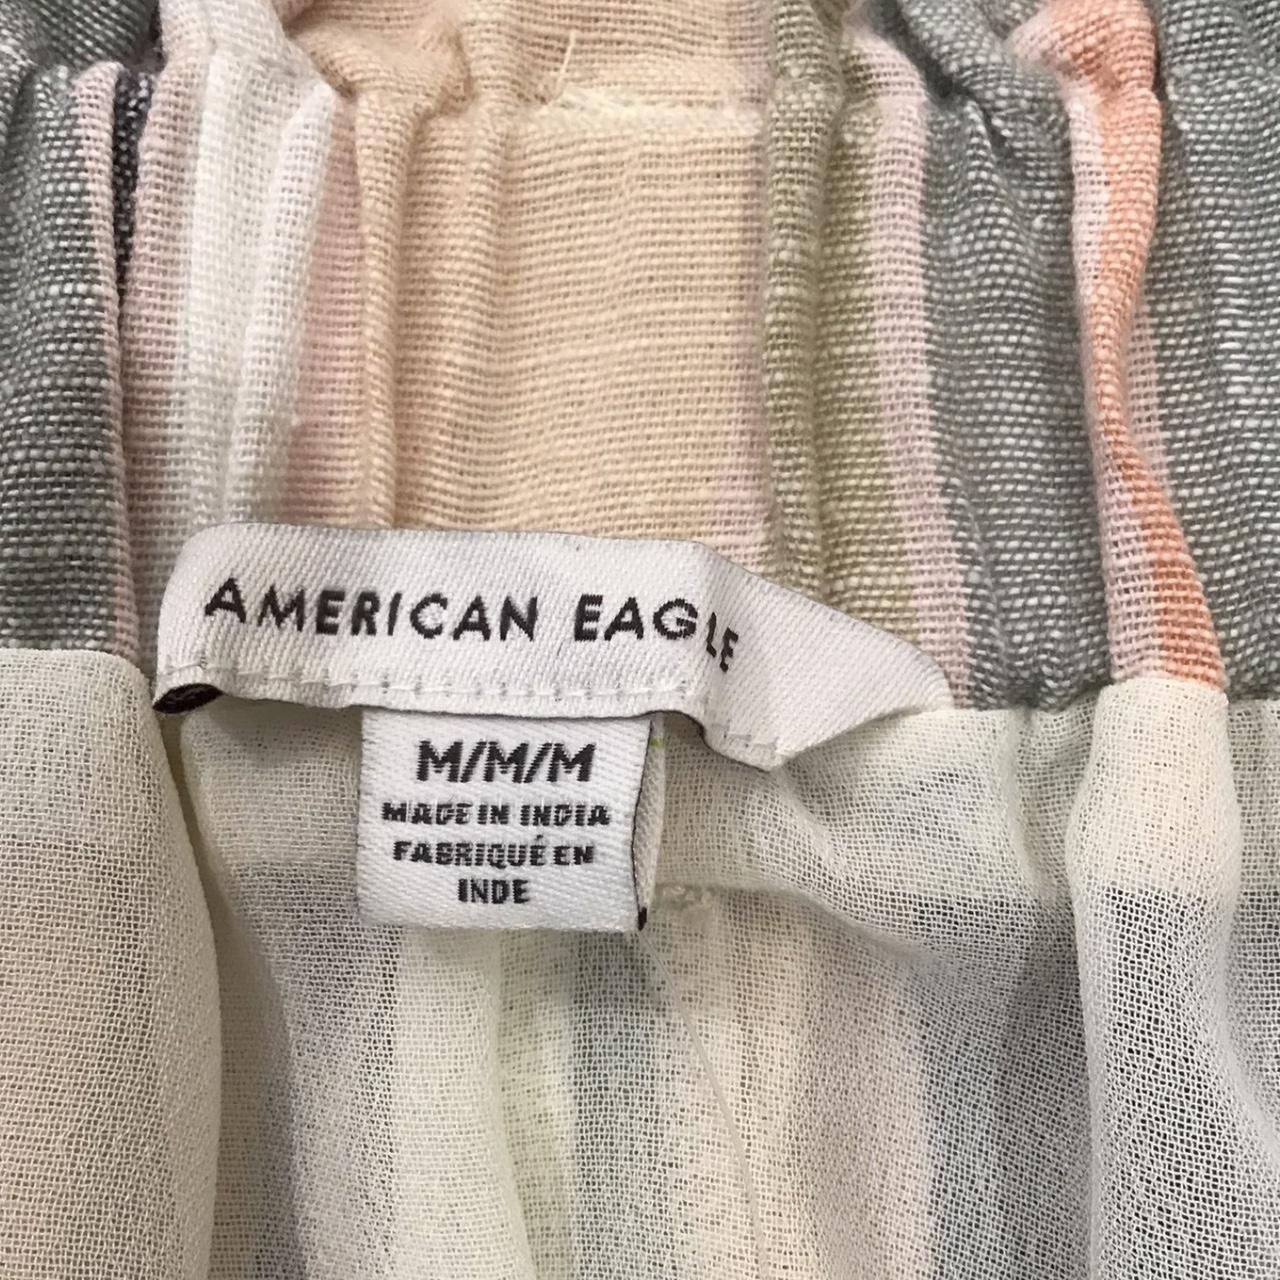 AMERICAN EAGLE
M/M/M
MADE IN INDIA
FABRIQUÉ EN
INDE